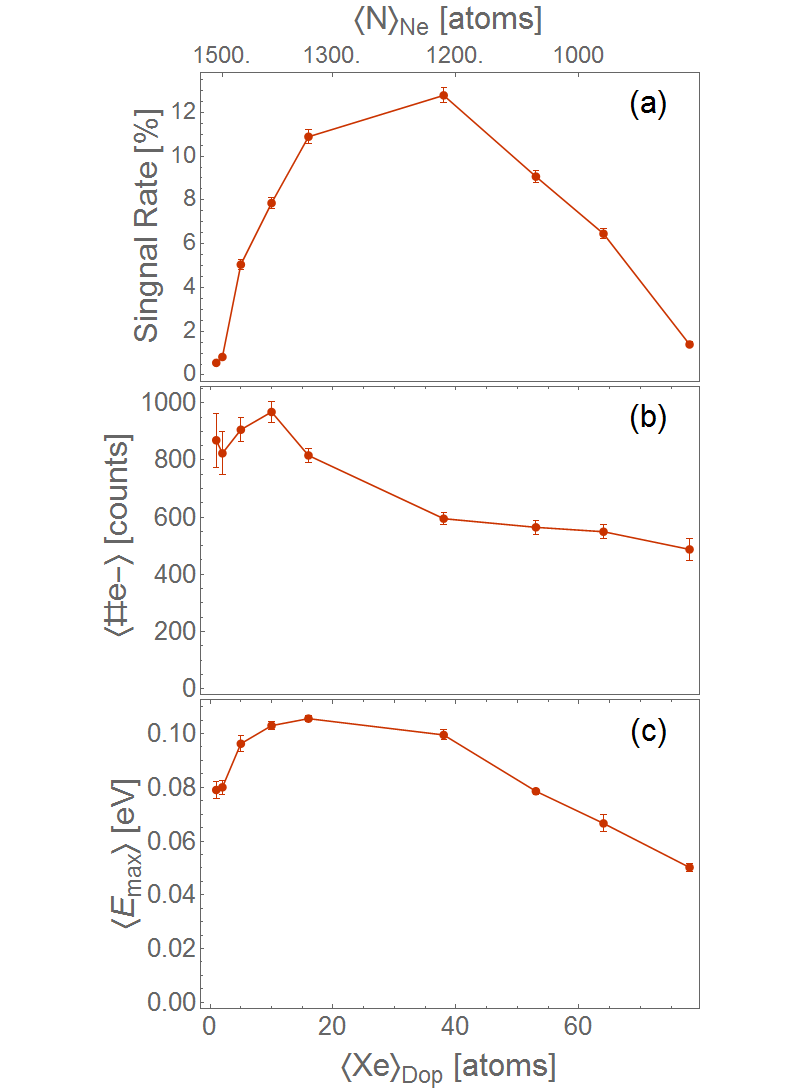 ⟨N⟩Ne [atoms]
1500. 1300. 1200. 1000
(a)
Singnal Rate [%]
12
10
8
6
4
2
0
(b)
⟨#e−⟩ [counts]
1000
800
600
400
200
0
(c)
⟨Emax⟩ [eV]
0.10
0.08
0.06
0.04
0.02
0.00
0 20 40 60
⟨Xe⟩Dop [atoms]